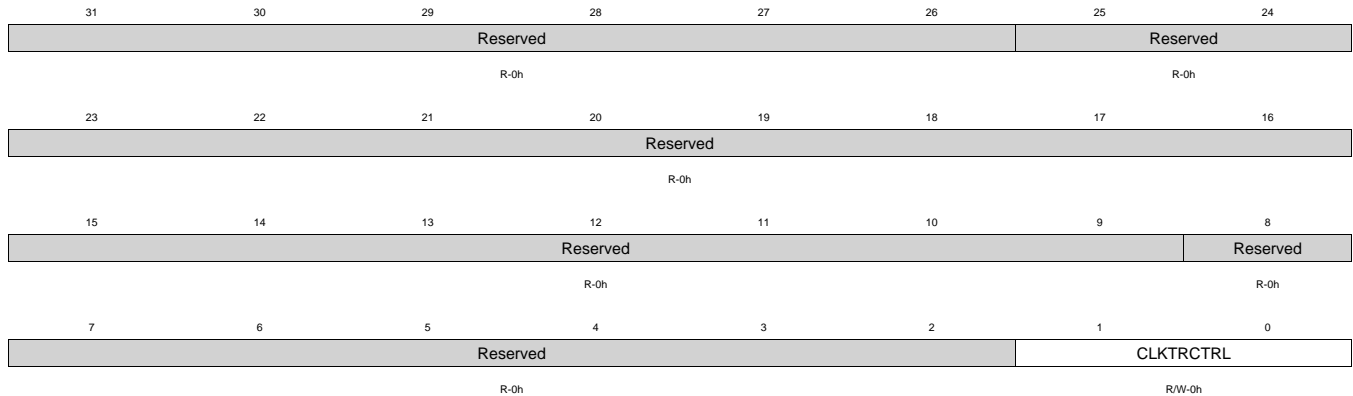 31 30 29 28 27 26 25 24
Reserved Reserved
R-0h R-0h
23 22 21 20 19 18 17 16
Reserved
R-0h
15 14 13 12 11 10 9 8
Reserved Reserved
R-0h R-0h
7 6 5 4 3 2 1 0
Reserved CLKTRCTRL
R-0h R/W-0h